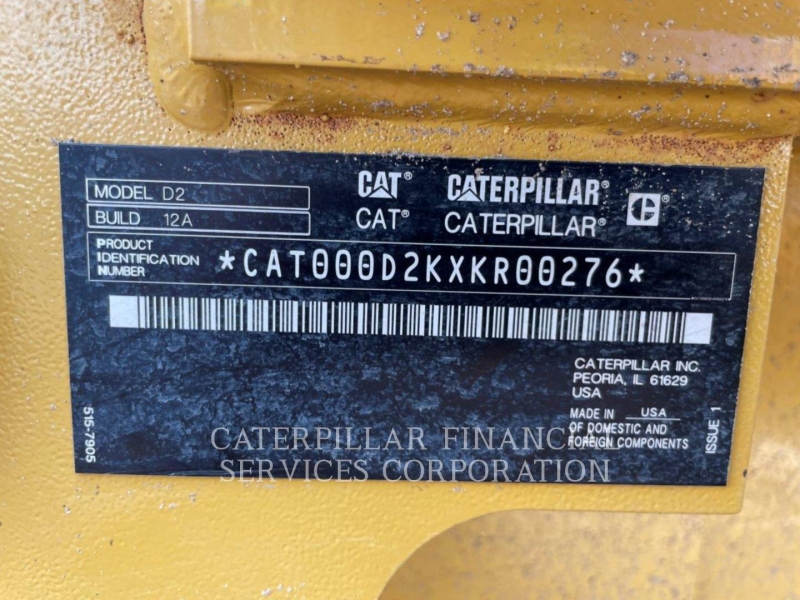 MODEL D2
BUILD 12A
CAT® CATERPILLAR®
CAT® CATERPILLAR® C®
PRODUCT
IDENTIFICATION
NUMBER
*CAT000D2KXKR00276*
CATERPILLAR INC.
PEORIA, IL 61629
USA
MADE IN USA
OF DOMESTIC AND
FOREIGN COMPONENTS
515-7905
ISSUE 1
CATERPILLAR FINANCIAL
SERVICES CORPORATION